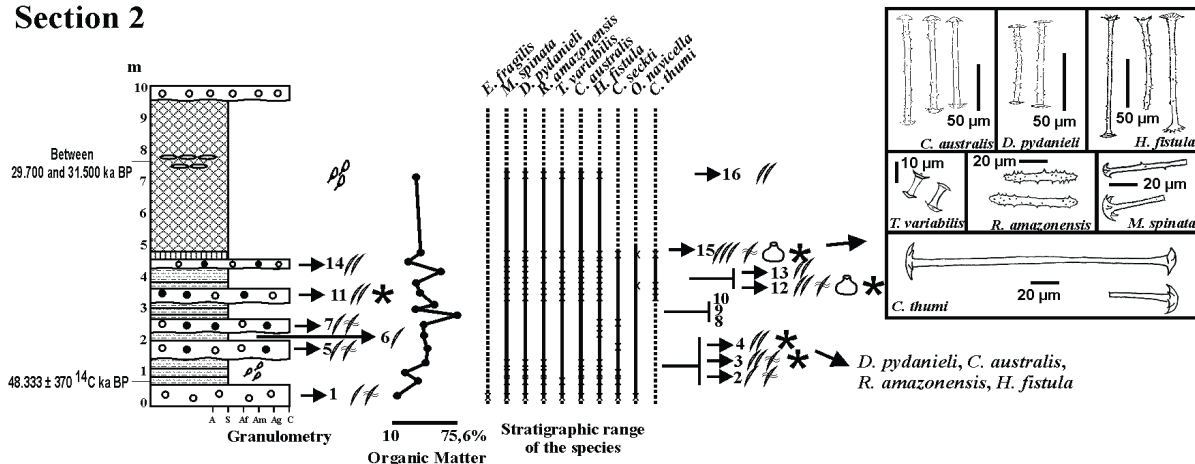 Section 2
m
10
9
8
7
6
5
4
3
2
1
0
Between
29.700 and 31.500 ka BP
48.333 ± 370 14C ka BP
A S Af Am Ag C
Granulometry
14
11
7
6
5
1
10 75,6%
Organic Matter
E. fragilis
M. spinata
D. pydanieli
R. amazonensis
T. variabilis
C. australis
H. fistula
C. seckti
O. navicella
C. thumi
Stratigraphic range
of the species
16
15
13
12
10
9
8
4
3
2
D. pydanieli, C. australis,
R. amazonensis, H. fistula
50 µm
C. australis
50 µm
D. pydanieli
50 µm
H. fistula
10 µm
T. variabilis
20 µm
R. amazonensis
20 µm
M. spinata
20 µm
C. thumi